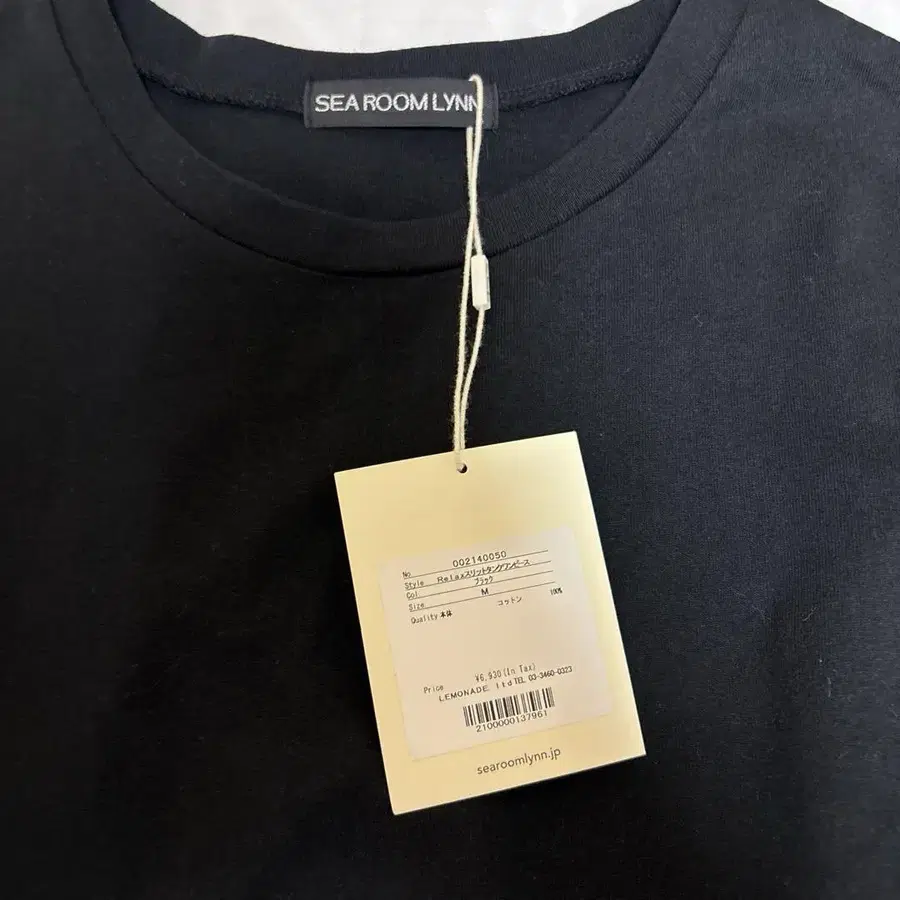 SEA ROOM LYNN
No 002140050
Style Relaxスリットタンクワンピース
Col ブラック
Size M
Quality 本体 コットン 100%
Price ¥6,930(In Tax)
LEMONADE. ltd TEL 03-3460-0323
2100000137961
searoomlynn.jp